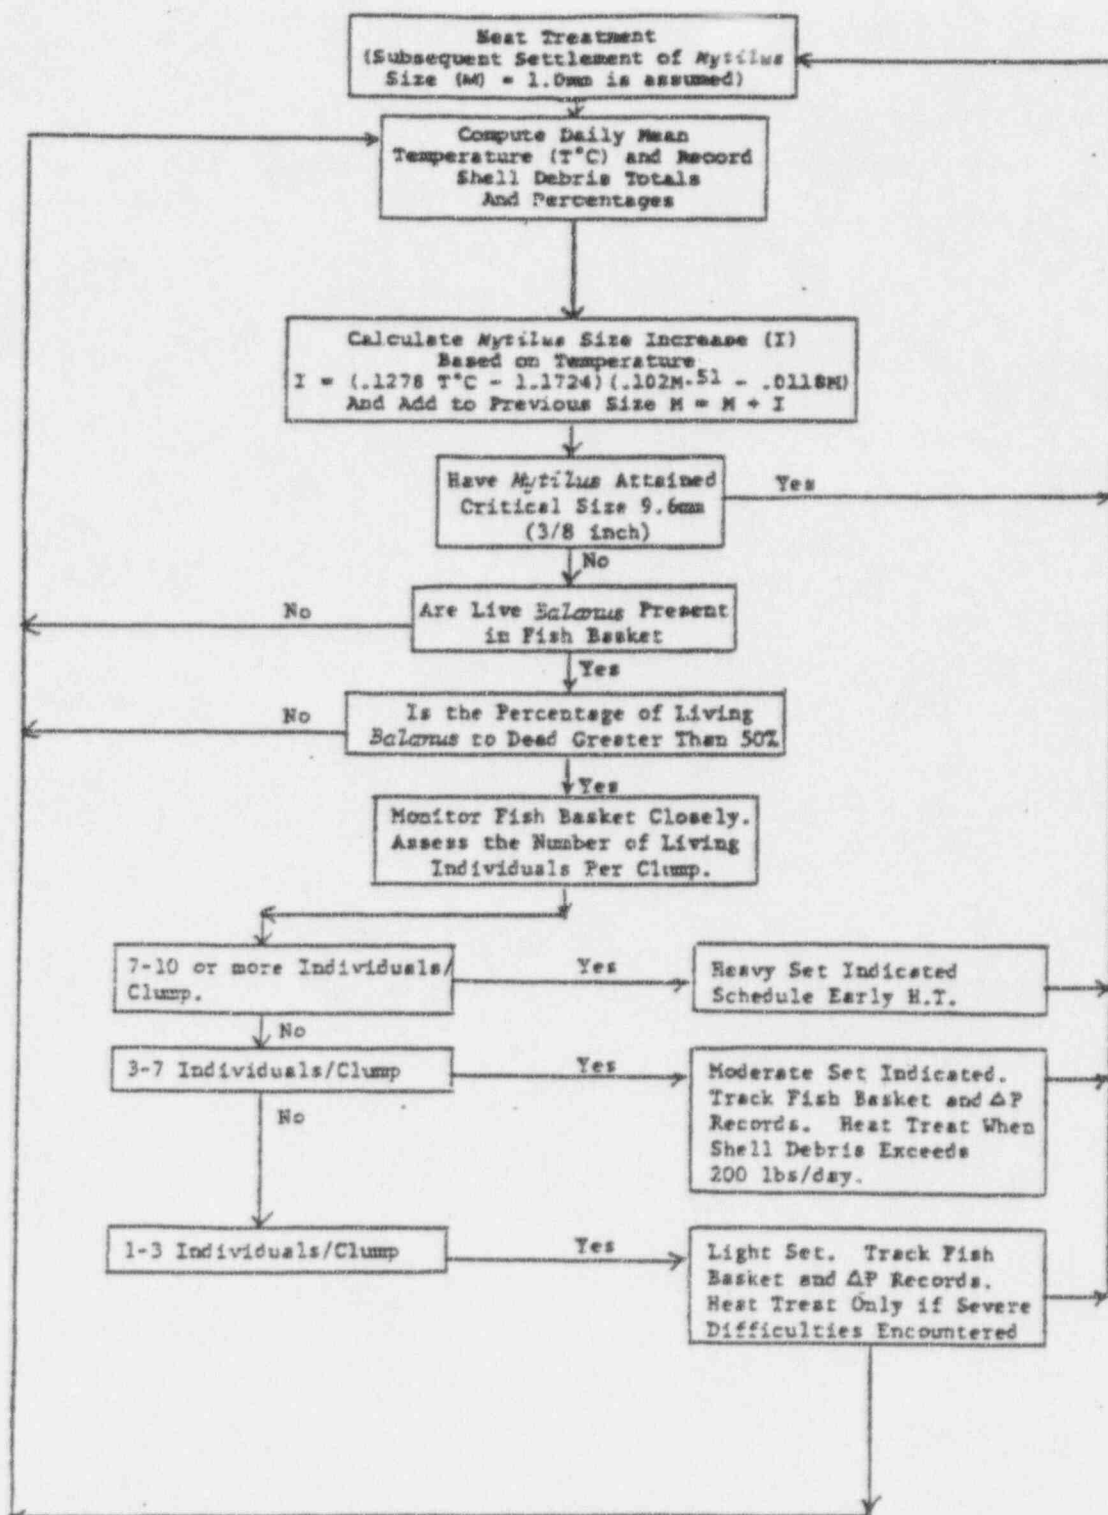 Heat Treatment
(Subsequent Settlement of Mytilus
Size (M) = 1.0mm is assumed)
Compute Daily Mean
Temperature (T°C) and Record
Shell Debris Totals
And Percentages
Calculate Mytilus Size Increase (I)
Based on Temperature
I = (.1278 T°C - 1.1724)(.102M.51 - .0118M)
And Add to Previous Size M = M + I
Have Mytilus Attained
Critical Size 9.6mm
(3/8 inch)
Yes
No
Are Live Balanus Present
in Fish Basket
No
Yes
Is the Percentage of Living
Balanus to Dead Greater Than 50%
No
Yes
Monitor Fish Basket Closely.
Assess the Number of Living
Individuals Per Clump.
7-10 or more Individuals/
Clump.
Yes
Heavy Set Indicated
Schedule Early H.T.
No
3-7 Individuals/Clump
Yes
Moderate Set Indicated.
Track Fish Basket and ΔP
Records. Heat Treat When
Shell Debris Exceeds
200 lbs/day.
No
1-3 Individuals/Clump
Yes
Light Set. Track Fish
Basket and ΔP Records.
Heat Treat Only if Severe
Difficulties Encountered